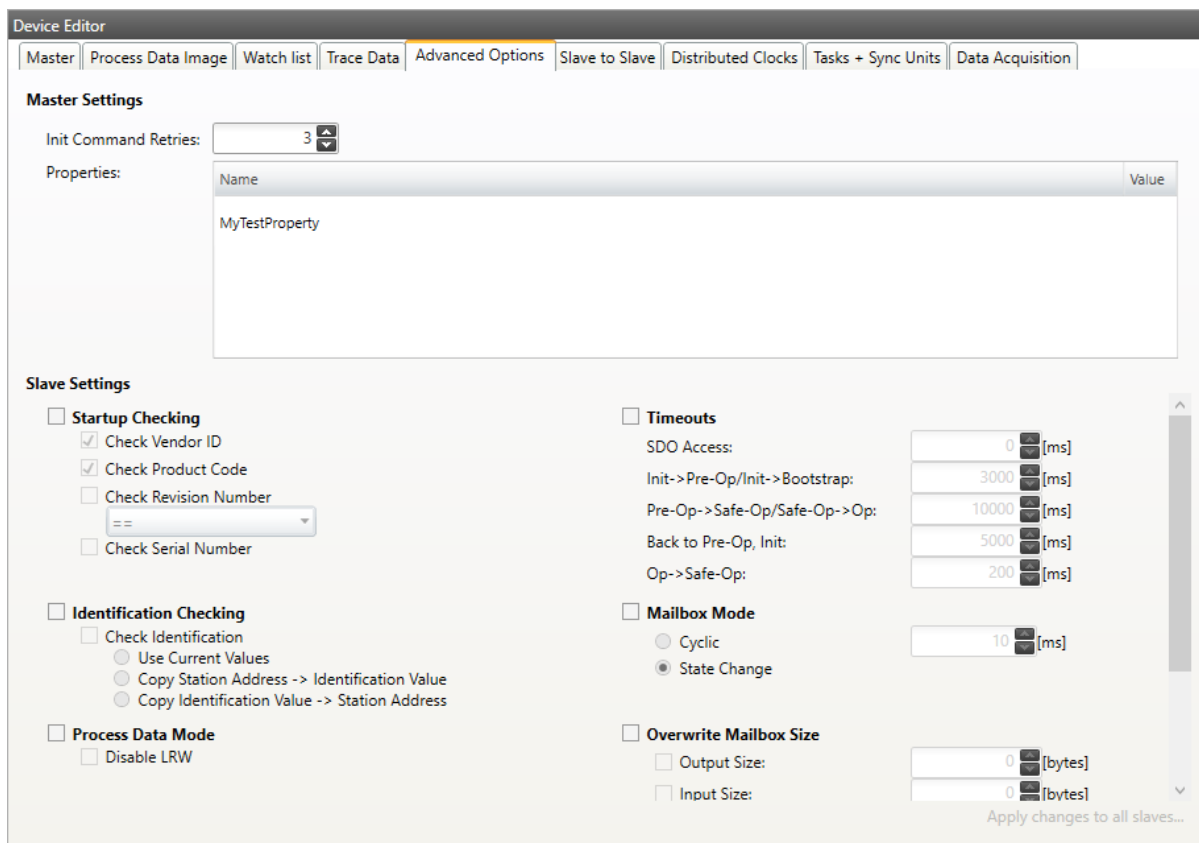 Device Editor
Master Process Data Image Watch list Trace Data Advanced Options Slave to Slave Distributed Clocks Tasks + Sync Units Data Acquisition
Master Settings
Init Command Retries: 3
Properties:
Name Value
MyTestProperty
Slave Settings
Startup Checking
Check Vendor ID
Check Product Code
Check Revision Number
==
Check Serial Number
Timeouts
SDO Access: 0 [ms]
Init->Pre-Op/Init->Bootstrap: 3000 [ms]
Pre-Op->Safe-Op/Safe-Op->Op: 10000 [ms]
Back to Pre-Op, Init: 5000 [ms]
Op->Safe-Op: 200 [ms]
Identification Checking
Check Identification
Use Current Values
Copy Station Address -> Identification Value
Copy Identification Value -> Station Address
Mailbox Mode
Cyclic 10 [ms]
State Change
Process Data Mode
Disable LRW
Overwrite Mailbox Size
Output Size: 0 [bytes]
Input Size: 0 [bytes]
Apply changes to all slaves...